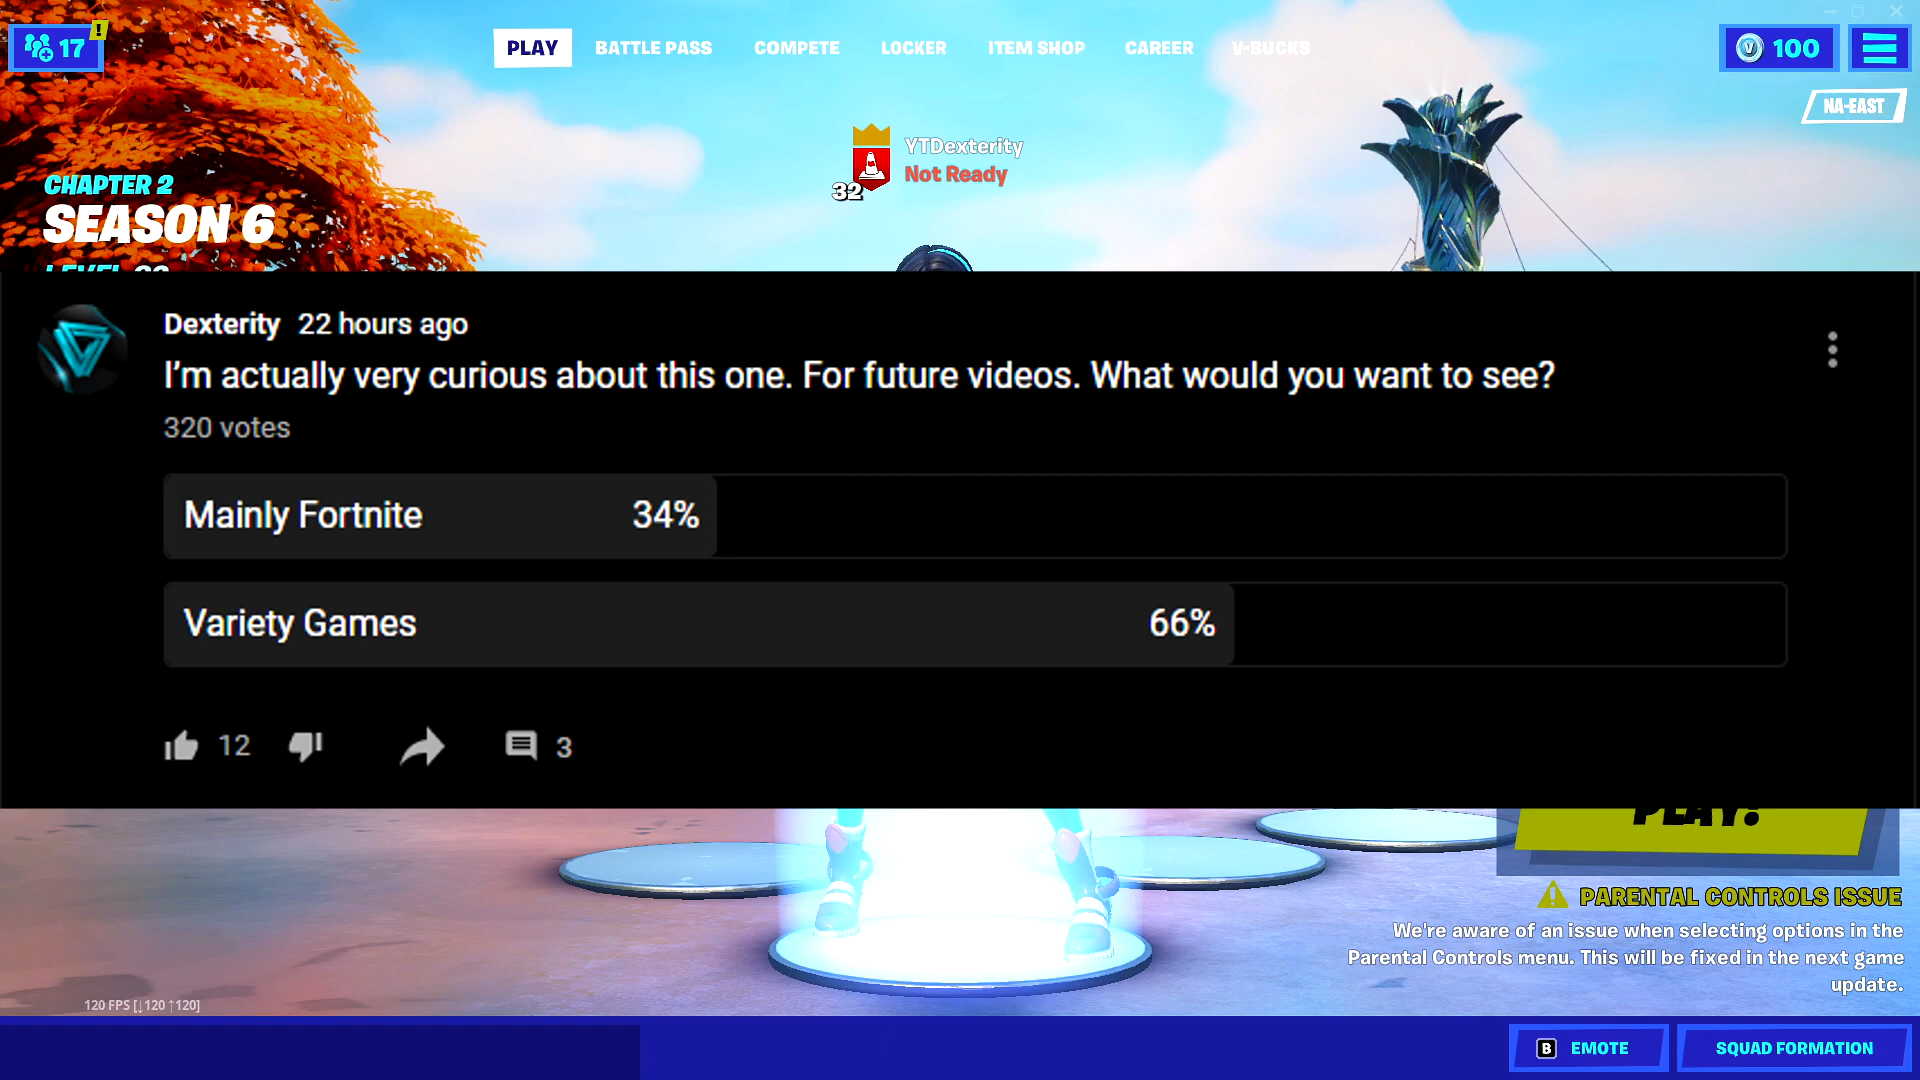 17
!
PLAY
BATTLE PASS
COMPETE
LOCKER
ITEM SHOP
CAREER
V-BUCKS
100
NA-EAST
YTDexterity
Not Ready
32
CHAPTER 2
SEASON 6
Dexterity 22 hours ago
I'm actually very curious about this one. For future videos. What would you want to see?
320 votes
Mainly Fortnite 34%
Variety Games 66%
12
3
PLAY!
PARENTAL CONTROLS ISSUE
We're aware of an issue when selecting options in the
Parental Controls menu. This will be fixed in the next game
update.
120 FPS [↓120 ↑120]
B EMOTE
SQUAD FORMATION